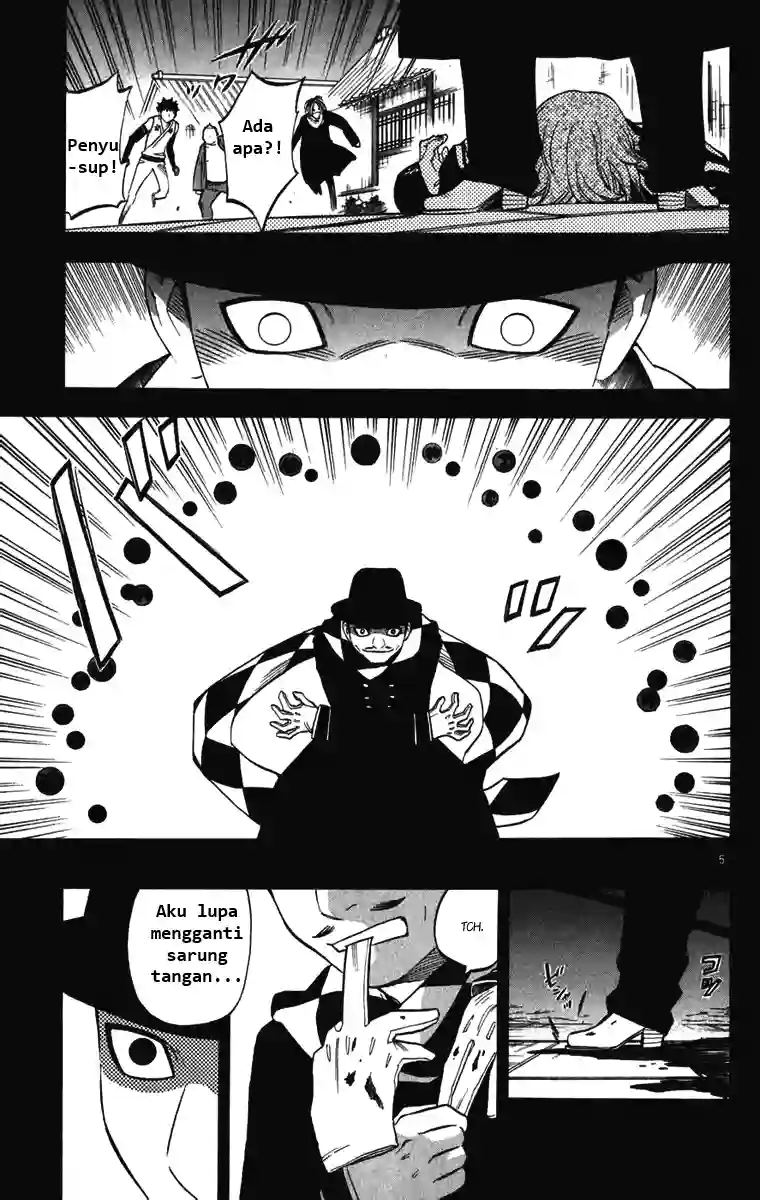 Ada
apa?!
Penyu
-sup!
5
TCH.
Aku lupa
mengganti
sarung
tangan...